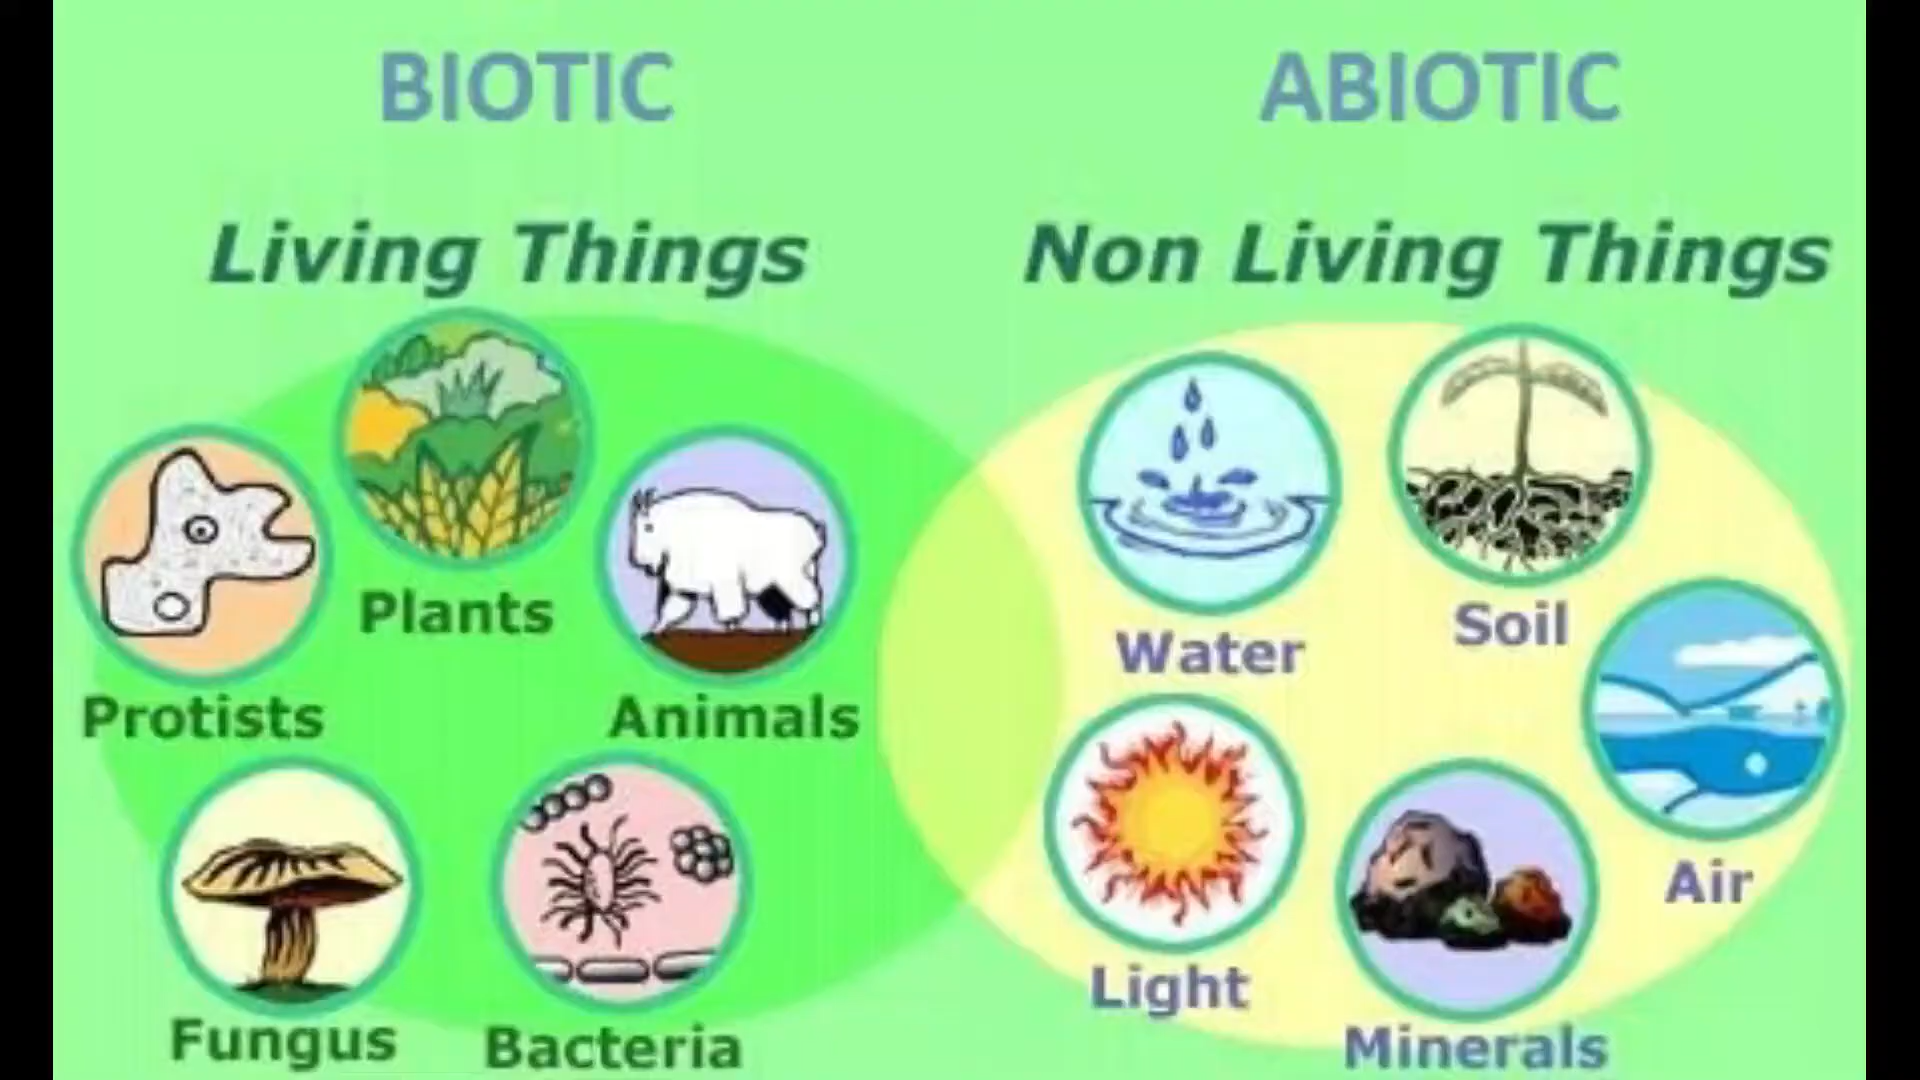 BIOTIC
ABIOTIC
Living Things
Non Living Things
Plants
Protists
Animals
Fungus
Bacteria
Water
Soil
Air
Light
Minerals